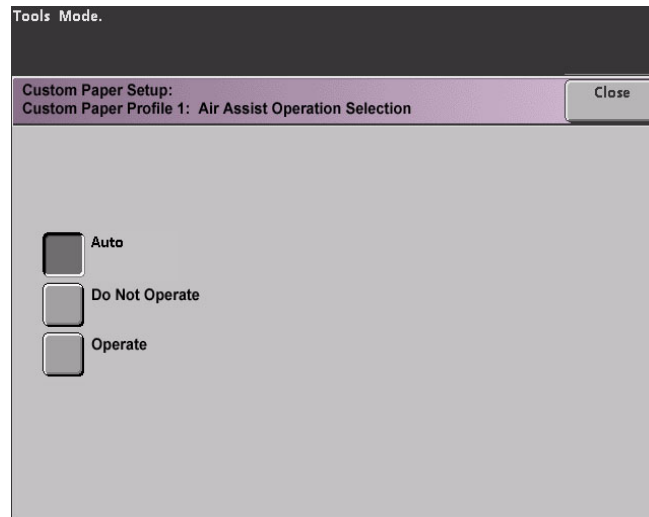 Tools Mode.
Custom Paper Setup:
Close
Custom Paper Profile 1: Air Assist Operation Selection
Auto
Do Not Operate
Operate